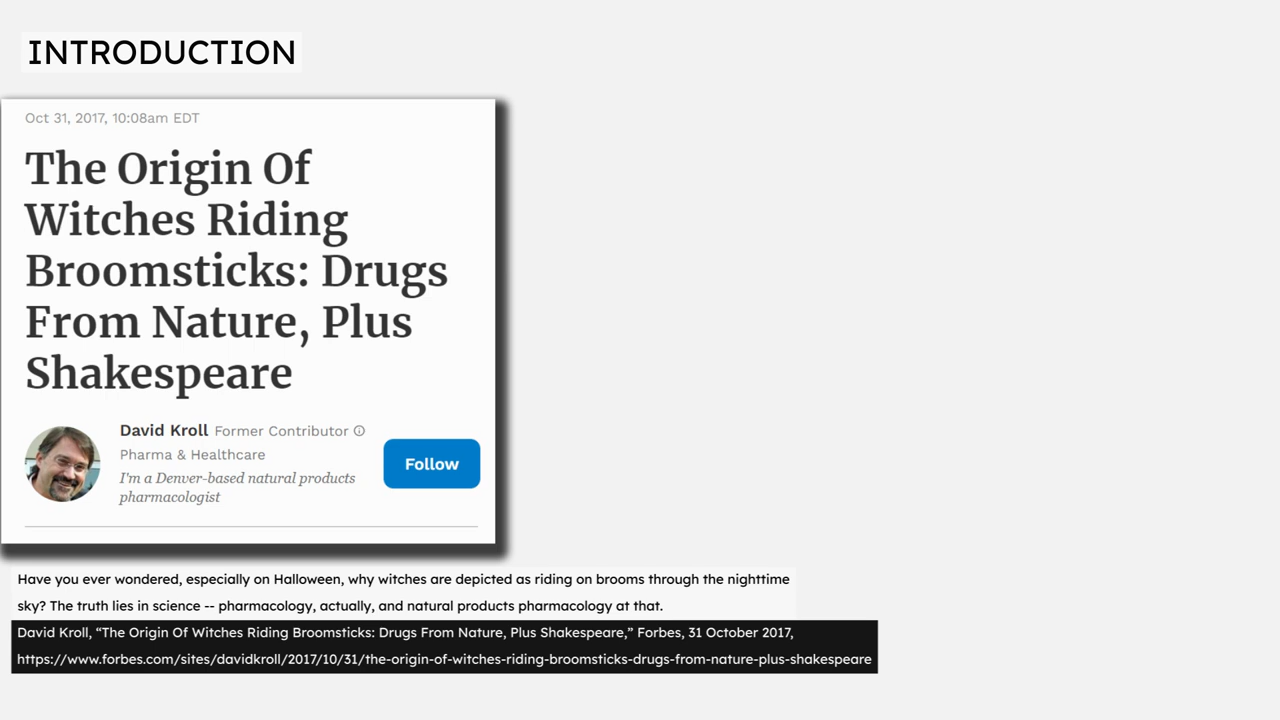 INTRODUCTION
Oct 31, 2017, 10:08am EDT
The Origin Of
Witches Riding
Broomsticks: Drugs
From Nature, Plus
Shakespeare
David Kroll Former Contributor
Pharma & Healthcare
I'm a Denver-based natural products
pharmacologist
Follow
Have you ever wondered, especially on Halloween, why witches are depicted as riding on brooms through the nighttime
sky? The truth lies in science -- pharmacology, actually, and natural products pharmacology at that.
David Kroll, “The Origin Of Witches Riding Broomsticks: Drugs From Nature, Plus Shakespeare,” Forbes, 31 October 2017,
https://www.forbes.com/sites/davidkroll/2017/10/31/the-origin-of-witches-riding-broomsticks-drugs-from-nature-plus-shakespeare